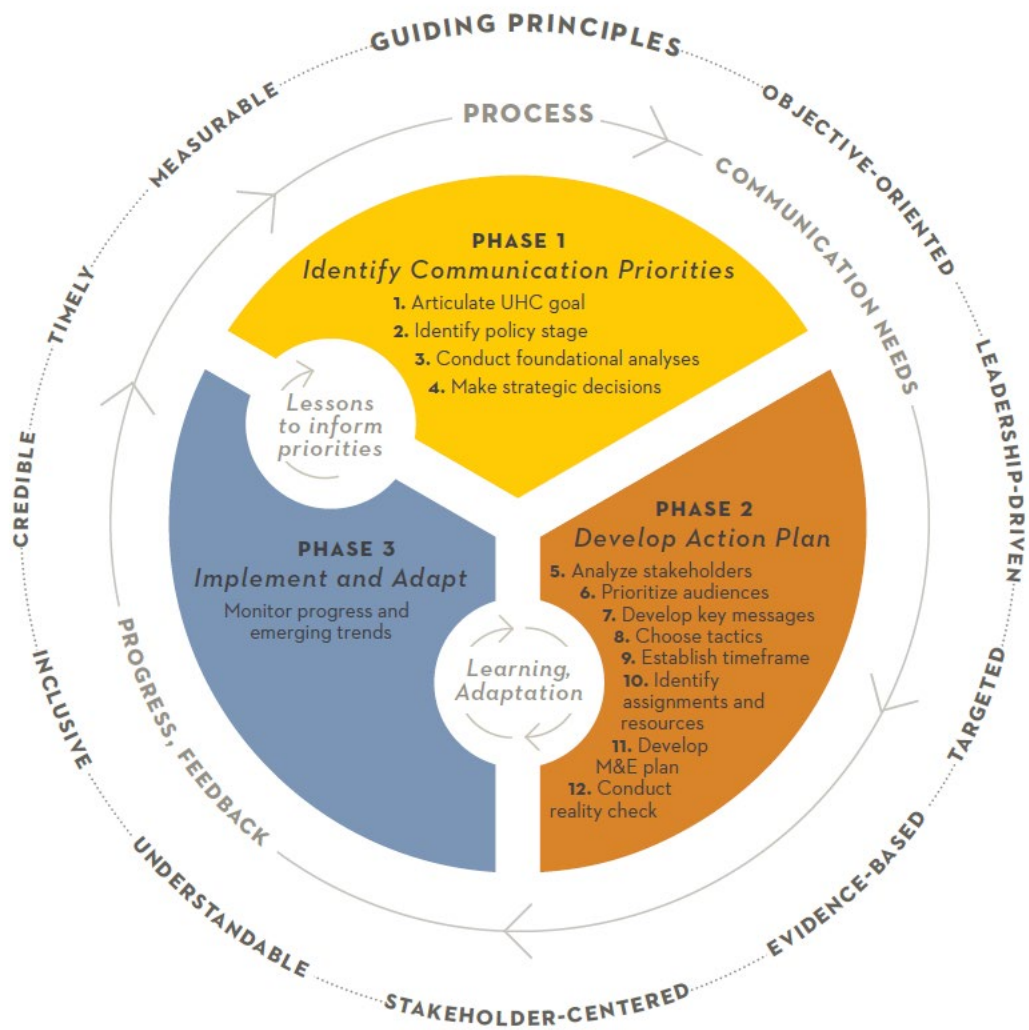 GUIDING PRINCIPLES
OBJECTIVE-ORIENTED
LEADERSHIP-DRIVEN
TARGETED
EVIDENCE-BASED
STAKEHOLDER-CENTERED
UNDERSTANDABLE
INCLUSIVE
CREDIBLE
TIMELY
MEASURABLE
PROCESS
COMMUNICATION NEEDS
PROGRESS, FEEDBACK
PHASE 1
Identify Communication Priorities
1. Articulate UHC goal
2. Identify policy stage
3. Conduct foundational analyses
4. Make strategic decisions
Lessons
to inform
priorities
PHASE 2
Develop Action Plan
5. Analyze stakeholders
6. Prioritize audiences
7. Develop key messages
8. Choose tactics
9. Establish timeframe
10. Identify
assignments and
resources
11. Develop
M&E plan
12. Conduct
reality check
PHASE 3
Implement and Adapt
Monitor progress and
emerging trends
Learning,
Adaptation